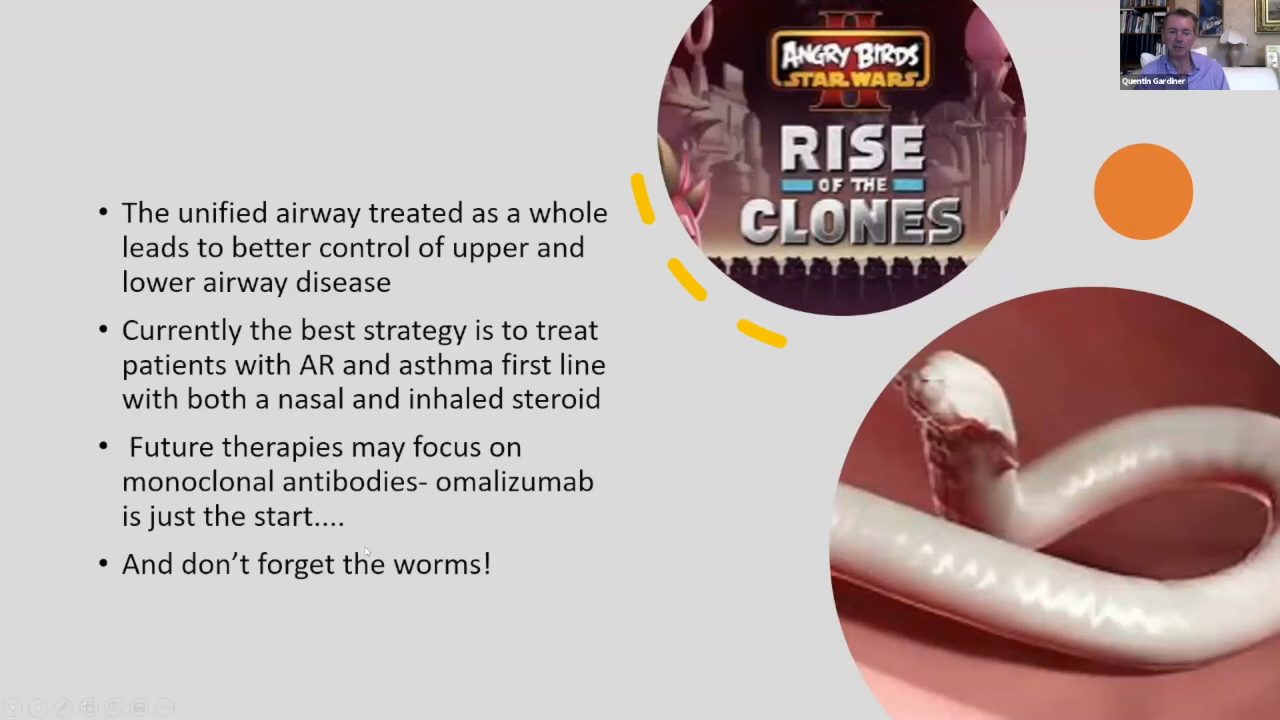 ANGRY BIRDS
STAR WARS
II
RISE
OF THE
CLONES
Quentin Gardiner
• The unified airway treated as a whole
leads to better control of upper and
lower airway disease
• Currently the best strategy is to treat
patients with AR and asthma first line
with both a nasal and inhaled steroid
• Future therapies may focus on
monoclonal antibodies- omalizumab
is just the start....
• And don’t forget the worms!